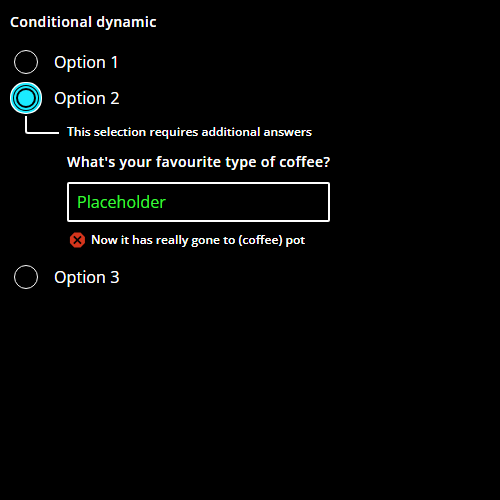 Conditional dynamic
Option 1
Option 2
This selection requires additional answers
What's your favourite type of coffee?
Placeholder
Now it has really gone to (coffee) pot
Option 3